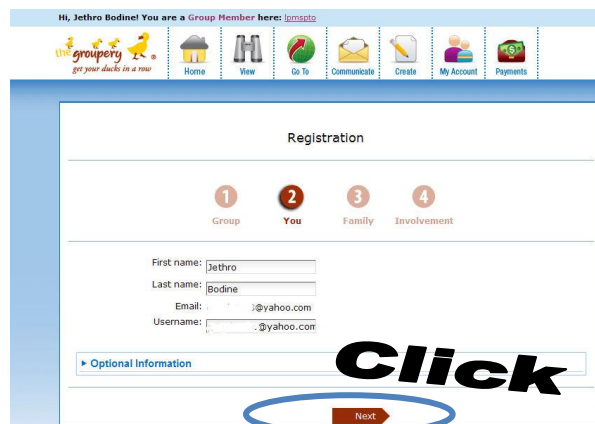 Hi, Jethro Bodine! You are a Group Member here: lpmspto
the groupery
get your ducks in a row
Home View Go To Communicate Create My Account Payments
Registration
1 2 3 4
Group You Family Involvement
First name: Jethro
Last name: Bodine
Email: @yahoo.com
Username: .@yahoo.com
Optional Information
Click
Next